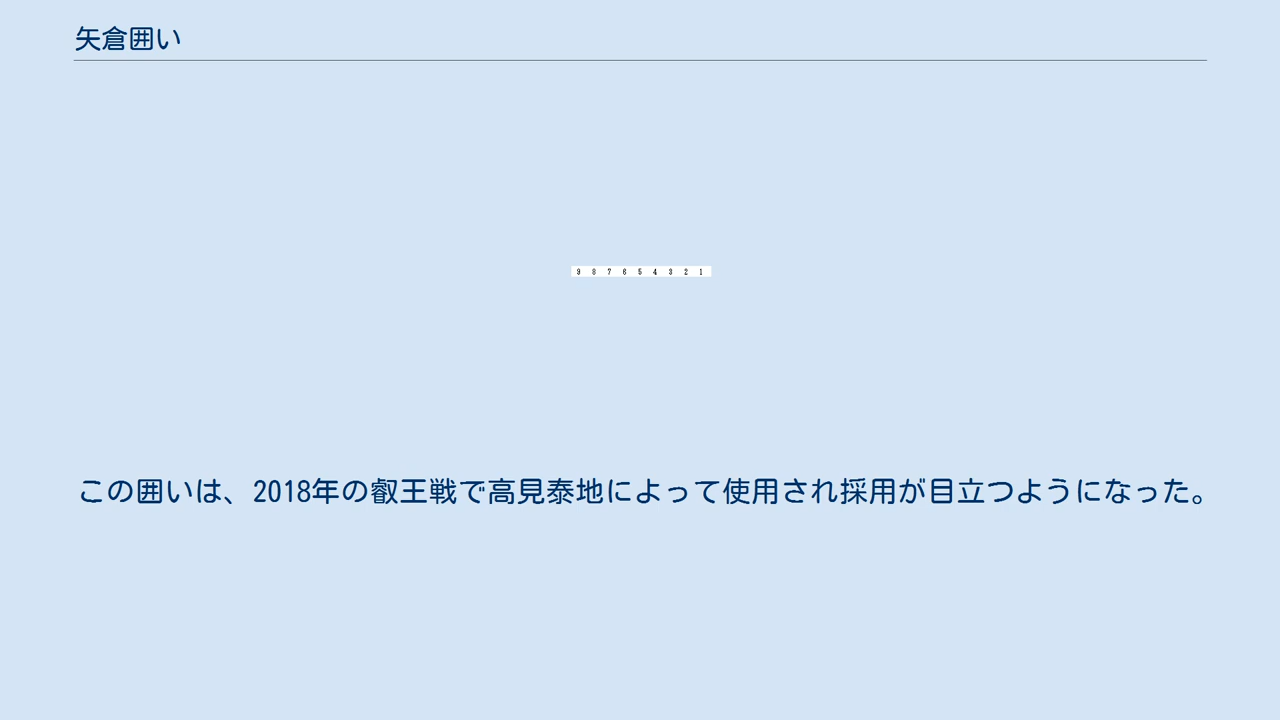 矢倉囲い
9 8 7 6 5 4 3 2 1
この囲いは、2018年の叡王戦で高見泰地によって使用され採用が目立つようになった。